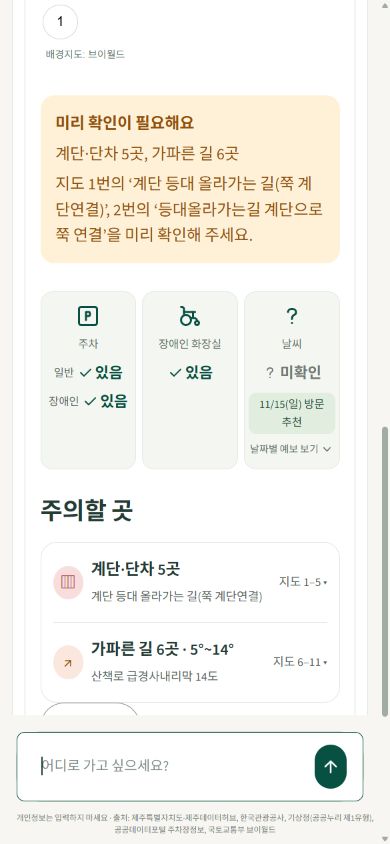 1
배경지도: 브이월드
미리 확인이 필요해요
계단·단차 5곳, 가파른 길 6곳
지도 1번의 ‘계단 등대 올라가는 길(쭉 계
단연결)’, 2번의 ‘등대올라가는길 계단으로
쭉 연결’을 미리 확인해 주세요.
P
주차
일반 ✓ 있음
장애인 ✓ 있음
장애인 화장실
✓ 있음
?
날씨
? 미확인
11/15(일) 방문
추천
날짜별 예보 보기
주의할 곳
계단·단차 5곳
계단 등대 올라가는 길(쭉 계단연결)
지도 1–5 ▾
가파른 길 6곳 · 5°~14°
산책로 급경사내리막 14도
지도 6–11 ▾
어디로 가고 싶으세요?
개인정보는 입력하지 마세요 · 출처: 제주특별자치도·제주데이터허브, 한국관광공사, 기상청(공공누리 제1유형),
공공데이터포털 주차장정보, 국토교통부 브이월드